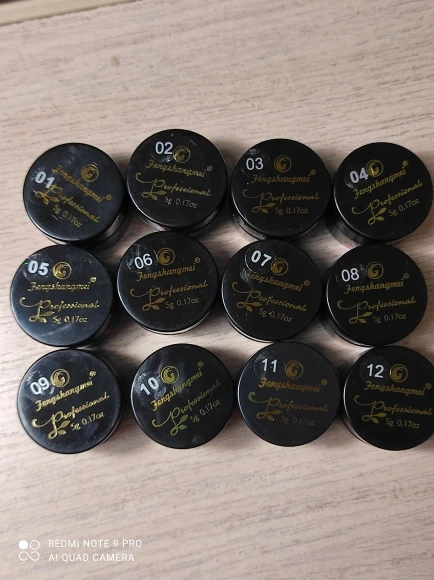 01
Fengshangmei®
Professional
5g 0.17oz
02
Fengshangmei®
Professional
5g 0.17oz
03
Fengshangmei®
Professional
5g 0.17oz
04
Fengshangmei®
Professional
5g 0.17oz
05
Fengshangmei®
Professional
5g 0.17oz
06
Fengshangmei®
Professional
5g 0.17oz
07
Fengshangmei®
Professional
5g 0.17oz
08
Fengshangmei®
Professional
5g 0.17oz
09
Fengshangmei®
Professional
5g 0.17oz
10
Fengshangmei®
Professional
5g 0.17oz
11
Fengshangmei®
Professional
5g 0.17oz
12
Fengshangmei®
Professional
5g 0.17oz
REDMI NOTE 9 PRO
AI QUAD CAMERA